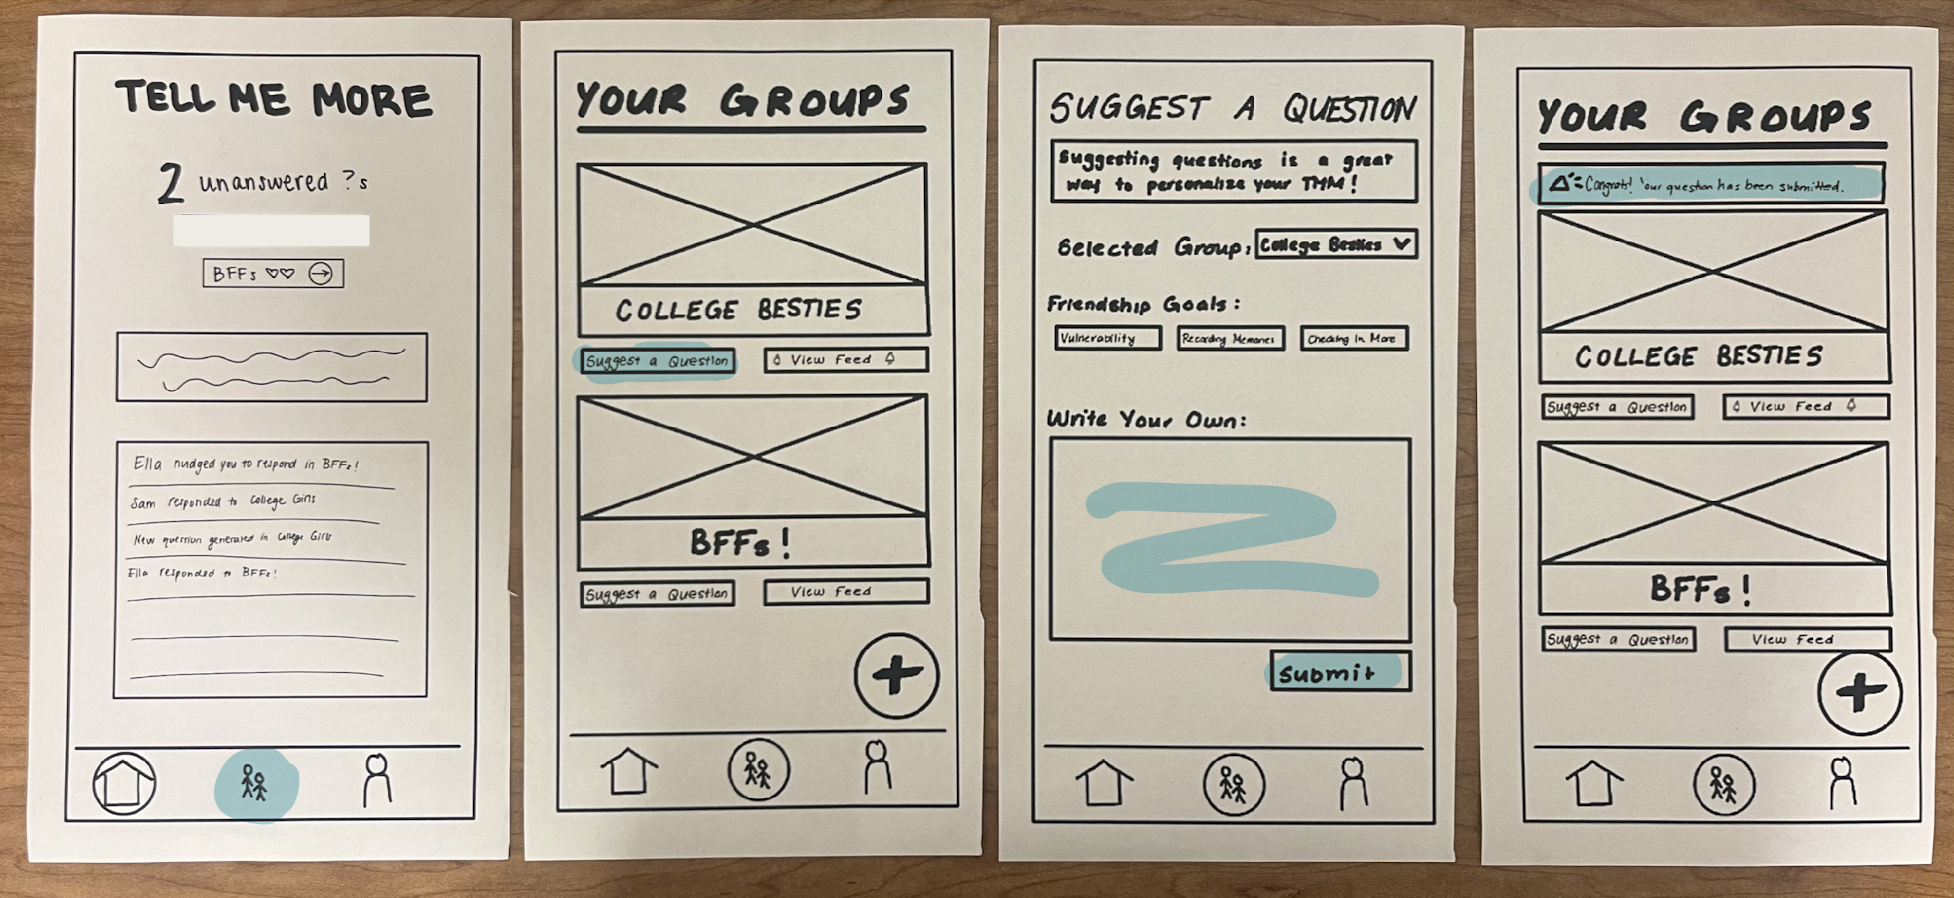 TELL ME MORE
2 unanswered ?s
BFFs ♡♡ →
Ella nudged you to respond in BFFs!
Sam responded to College Girls
New question generated in College Girls
Ella responded to BFFs!
YOUR GROUPS
COLLEGE BESTIES
Suggest a Question
View Feed
BFFs!
Suggest a Question
View Feed
+
SUGGEST A QUESTION
Suggesting questions is a great
way to personalize your TMM!
Selected Group: College Besties
Friendship Goals:
Vulnerability
Recording Memories
Checking In More
Write Your Own:
Submit
YOUR GROUPS
Congrats! 'our question has been submitted.
COLLEGE BESTIES
Suggest a Question
View Feed
BFFs!
Suggest a Question
View Feed
+